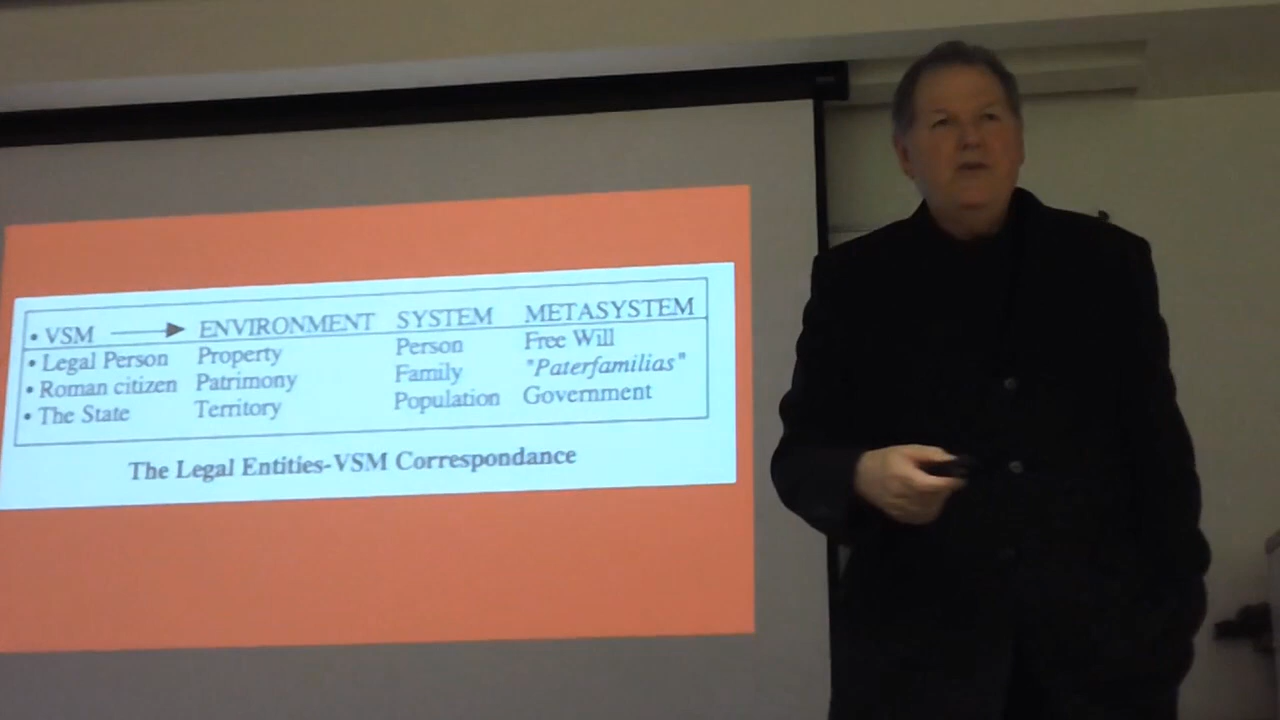 • VSM → ENVIRONMENT SYSTEM METASYSTEM
• Legal Person Property Person Free Will
• Roman citizen Patrimony Family "Paterfamilias"
• The State Territory Population Government
The Legal Entities-VSM Correspondance